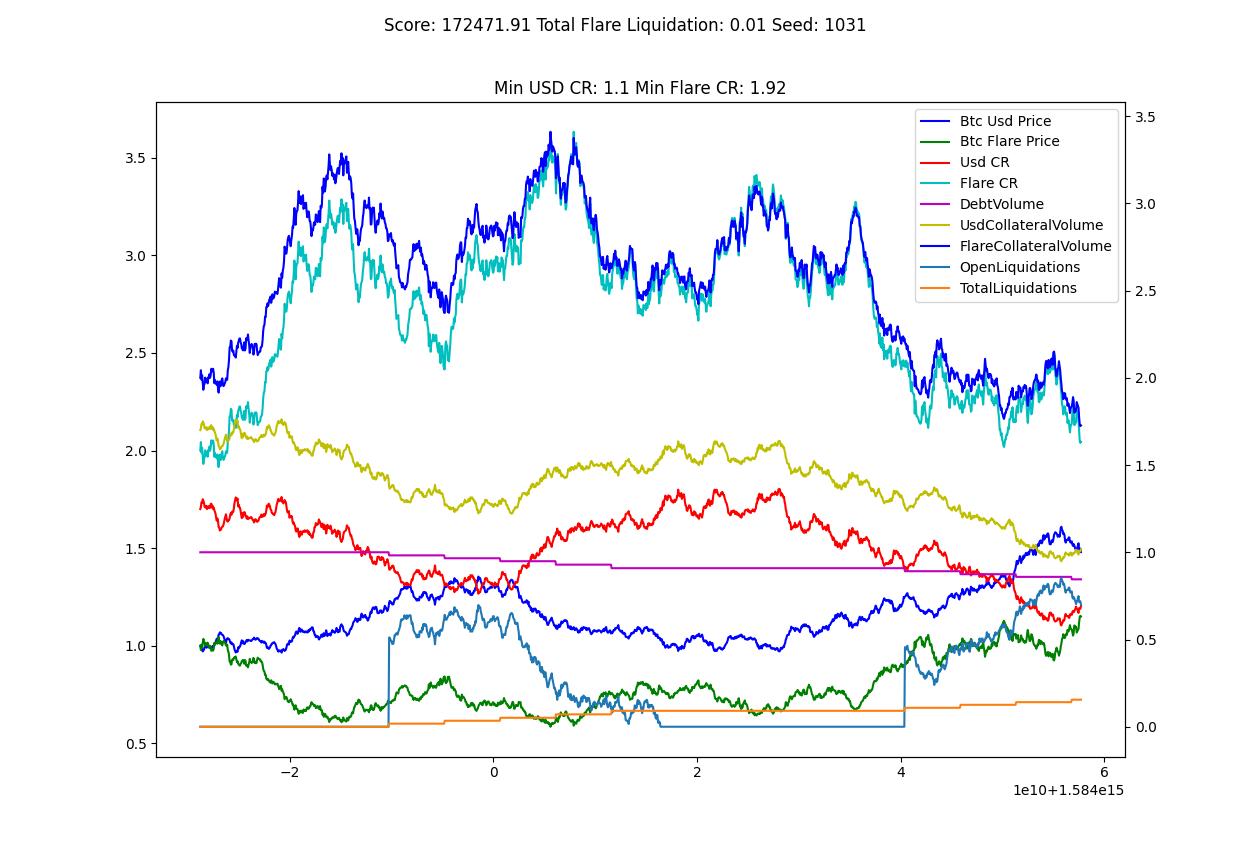 Score: 172471.91 Total Flare Liquidation: 0.01 Seed: 1031
Min USD CR: 1.1 Min Flare CR: 1.92
Btc Usd Price
Btc Flare Price
Usd CR
Flare CR
DebtVolume
UsdCollateralVolume
FlareCollateralVolume
OpenLiquidations
TotalLiquidations
3.5
3.0
2.5
2.0
1.5
1.0
0.5
3.5
3.0
2.5
2.0
1.5
1.0
0.5
0.0
−2
0
2
4
6
1e10+1.584e15